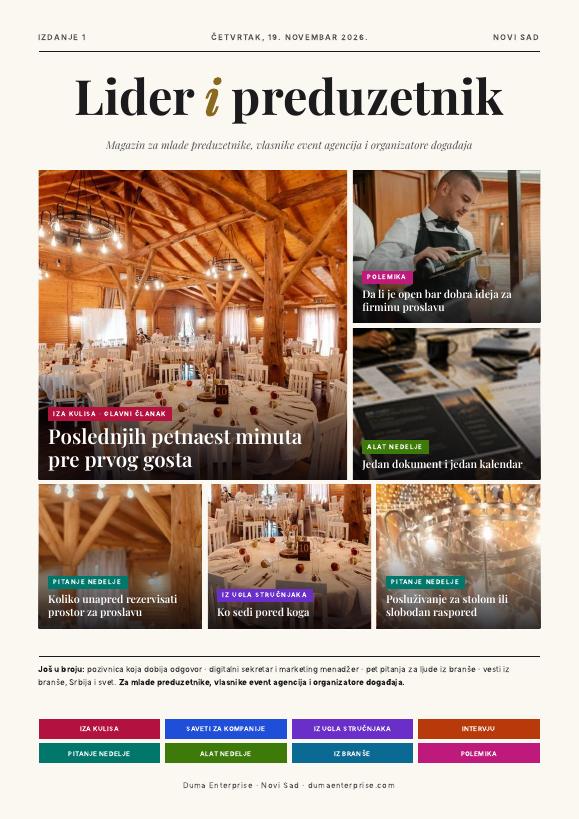 IZDANJE 1
ČETVRTAK, 19. NOVEMBAR 2026.
NOVI SAD
Lider i preduzetnik
Magazin za mlade preduzetnike, vlasnike event agencija i organizatore događaja
IZA KULISA · GLAVNI ČLANAK
Poslednjih petnaest minuta
pre prvog gosta
POLEMIKA
Da li je open bar dobra ideja za
firminu proslavu
ALAT NEDELJE
Jedan dokument i jedan kalendar
PITANJE NEDELJE
Koliko unapred rezervisati
prostor za proslavu
IZ UGLA STRUČNJAKA
Ko sedi pored koga
PITANJE NEDELJE
Posluživanje za stolom ili
slobodan raspored
Još u broju: pozivnica koja dobija odgovor · digitalni sekretar i marketing menadžer · pet pitanja za ljude iz branše · vesti iz
branše, Srbija i svet. Za mlade preduzetnike, vlasnike event agencija i organizatore događaja.
IZA KULISA
SAVETI ZA KOMPANIJE
IZ UGLA STRUČNJAKA
INTERVJU
PITANJE NEDELJE
ALAT NEDELJE
IZ BRANŠE
POLEMIKA
Duma Enterprise · Novi Sad · dumaenterprise.com